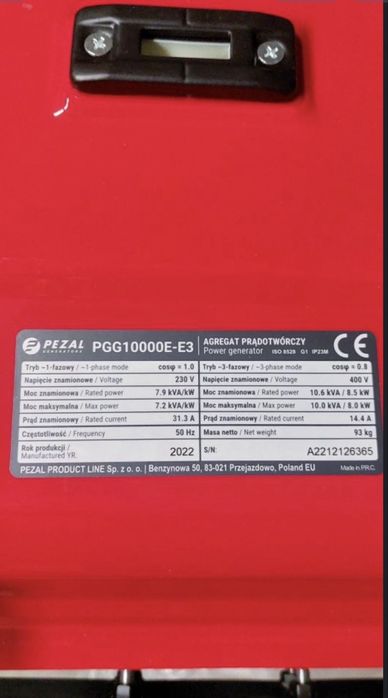 PEZAL
GENERATORS
PGG10000E-E3
AGREGAT PRĄDOTWÓRCZY
Power generator ISO 8528 G1 IP23M
CE
Tryb ~1-fazowy / ~1-phase mode cosφ = 1.0
Tryb ~3-fazowy / ~3-phase mode cosφ = 0.8
Napięcie znamionowe / Voltage 230 V
Napięcie znamionowe / Voltage 400 V
Moc znamionowa / Rated power 7.9 kVA/kW
Moc znamionowa / Rated power 10.6 kVA / 8.5 kW
Moc maksymalna / Max power 7.2 kVA/kW
Moc maksymalna / Max power 10.0 kVA / 8.0 kW
Prąd znamionowy / Rated current 31.3 A
Prąd znamionowy / Rated current 14.4 A
Częstotliwość / Frequency 50 Hz
Masa netto / Net weight 93 kg
Rok produkcji /
Manufactured YR. 2022
S/N: A2212126365
PEZAL PRODUCT LINE Sp. z o. o. | Benzynowa 50, 83-021 Przejazdowo, Poland EU
Made in P.R.C.